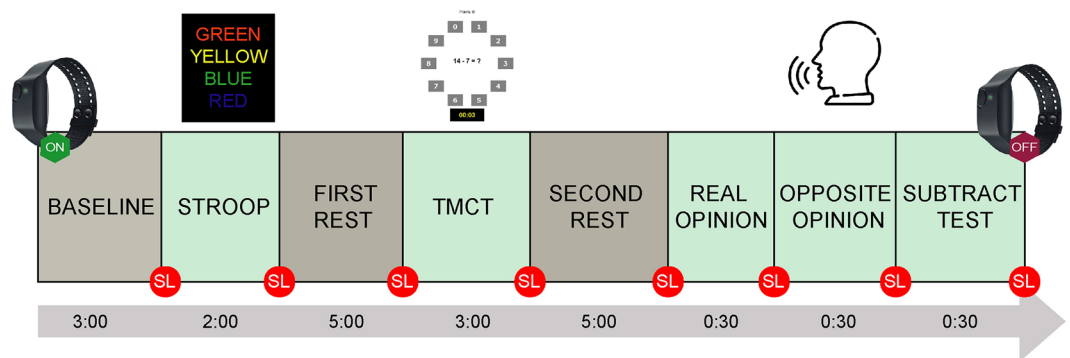 Points: 0
GREEN
YELLOW
BLUE
RED
0 1
9 2
8 14 - 7 = ? 3
7 4
6 5
00:03
ON
OFF
BASELINE
STROOP
FIRST
REST
TMCT
SECOND
REST
REAL
OPINION
OPPOSITE
OPINION
SUBTRACT
TEST
SL SL SL SL SL SL SL SL
3:00 2:00 5:00 3:00 5:00 0:30 0:30 0:30